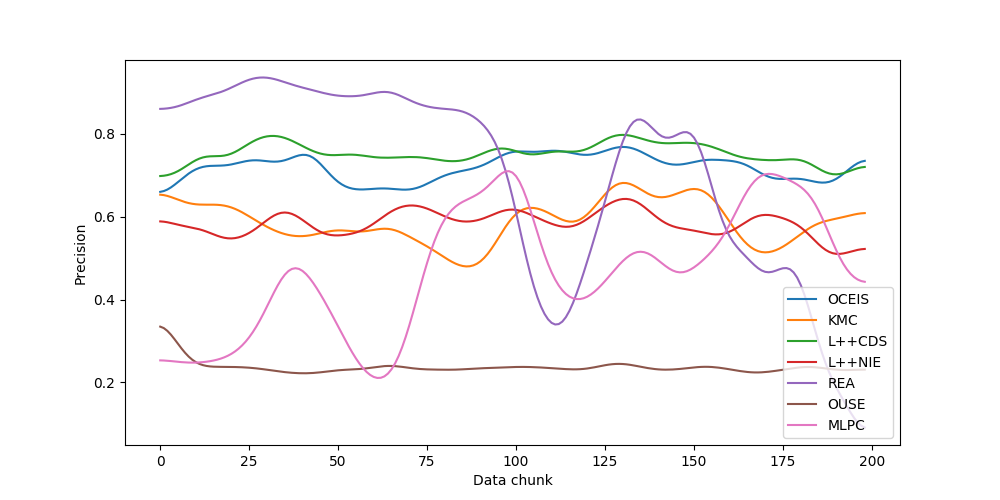 Precision
0.8
0.6
0.4
0.2
0 25 50 75 100 125 150 175 200
Data chunk
OCEIS
KMC
L++CDS
L++NIE
REA
OUSE
MLPC